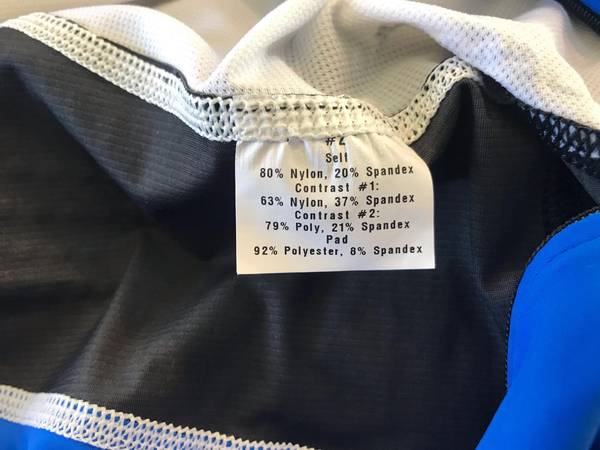 #2
Self
80% Nylon, 20% Spandex
Contrast #1:
63% Nylon, 37% Spandex
Contrast #2:
79% Poly, 21% Spandex
Pad
92% Polyester, 8% Spandex